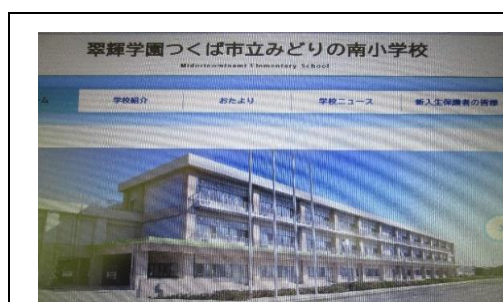 翠輝学園つくば市立みどりの南小学校
Midorinominami Elementary School
ム 学校紹介 おたより 学校ニュース 新入生保護者の皆様